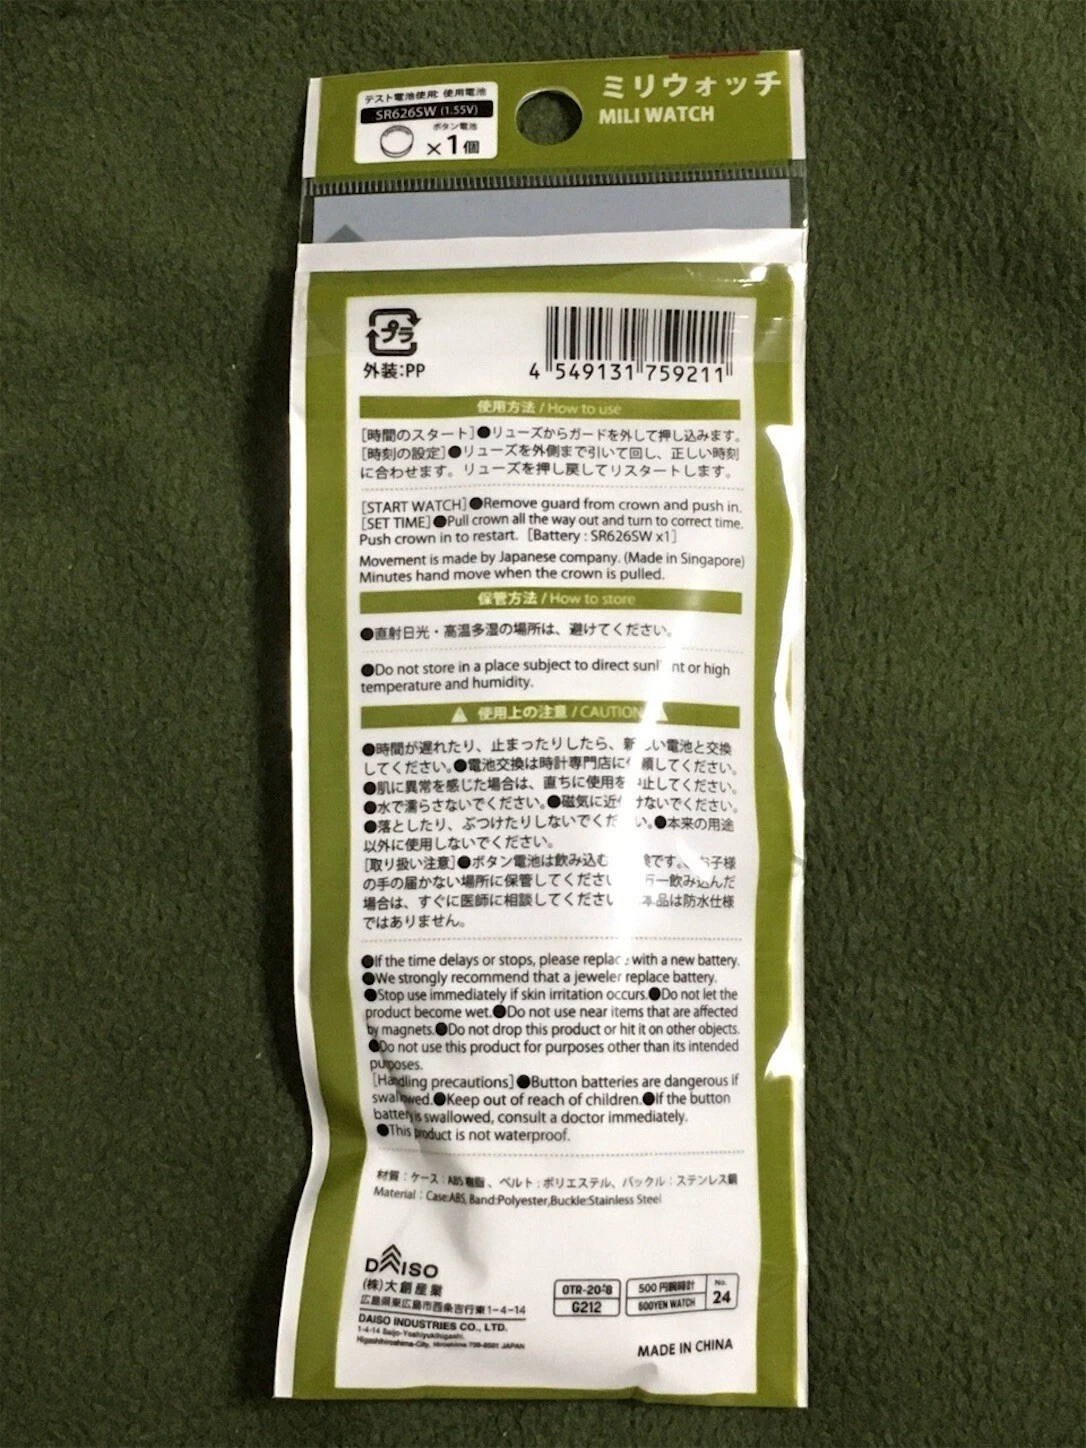 テスト電池使用: 使用電池
SR626SW (1.55V)
ボタン電池
×1個
ミリウォッチ
MILI WATCH
プラ
外装:PP
4 549131 759211
使用方法 / How to use
[時間のスタート]●リューズからガードを外して押し込みます。
[時刻の設定]●リューズを外側まで引いて回し、正しい時刻
に合わせます。リューズを押し戻してリスタートします。
[START WATCH]●Remove guard from crown and push in.
[SET TIME]●Pull crown all the way out and turn to correct time.
Push crown in to restart. [Battery : SR626SW x1]
Movement is made by Japanese company. (Made in Singapore)
Minutes hand move when the crown is pulled.
保管方法 / How to store
●直射日光・高温多湿の場所は、避けてください。
●Do not store in a place subject to direct or high
temperature and humidity.
使用上の注意 / CAUTION
●時間が遅れたり、止まったりしたら、新しい電池と交換
してください。●電池交換は時計専門店に 頼してください。
●肌に異常を感じた場合は、直ちに使用を 止してください。
●水で濡らさないでください。●磁気に近 けないでください。
●落としたり、ぶつけたりしないでくだ い。●本来の用途
以外に使用しないでください。
[取り扱い注意]●ボタン電池は飲み込む 険です。 お子様
の手の届かない場所に保管してくださ 万一飲み込んだ
場合は、すぐに医師に相談してくださ 本品は防水仕様
ではありません。
●If the time delays or stops, please replace with a new battery.
●We strongly recommend that a jeweler replace battery.
●Stop use immediately if skin irritation occurs.●Do not let the
product become wet.●Do not use near items that are affected
by magnets.●Do not drop this product or hit it on other objects.
●Do not use this product for purposes other than its intended
purposes.
[Handling precautions]●Button batteries are dangerous if
swallowed.●Keep out of reach of children.●If the button
battery is swallowed, consult a doctor immediately.
●This product is not waterproof.
材質：ケース：ABS樹脂、ベルト：ポリエステル、バックル：ステンレス鋼
Material : Case:ABS, Band:Polyester,Buckle:Stainless Steel
DAISO
(株)大創産業
広島県東広島市西条吉行東1-4-14
DAISO INDUSTRIES CO., LTD.
1-4-14 Saijo-Yoshiyukihigashi,
Higashihiroshima-City, Hiroshima 739-8501 JAPAN
G212
500円腕時計
500YEN WATCH
No.
24
MADE IN CHINA